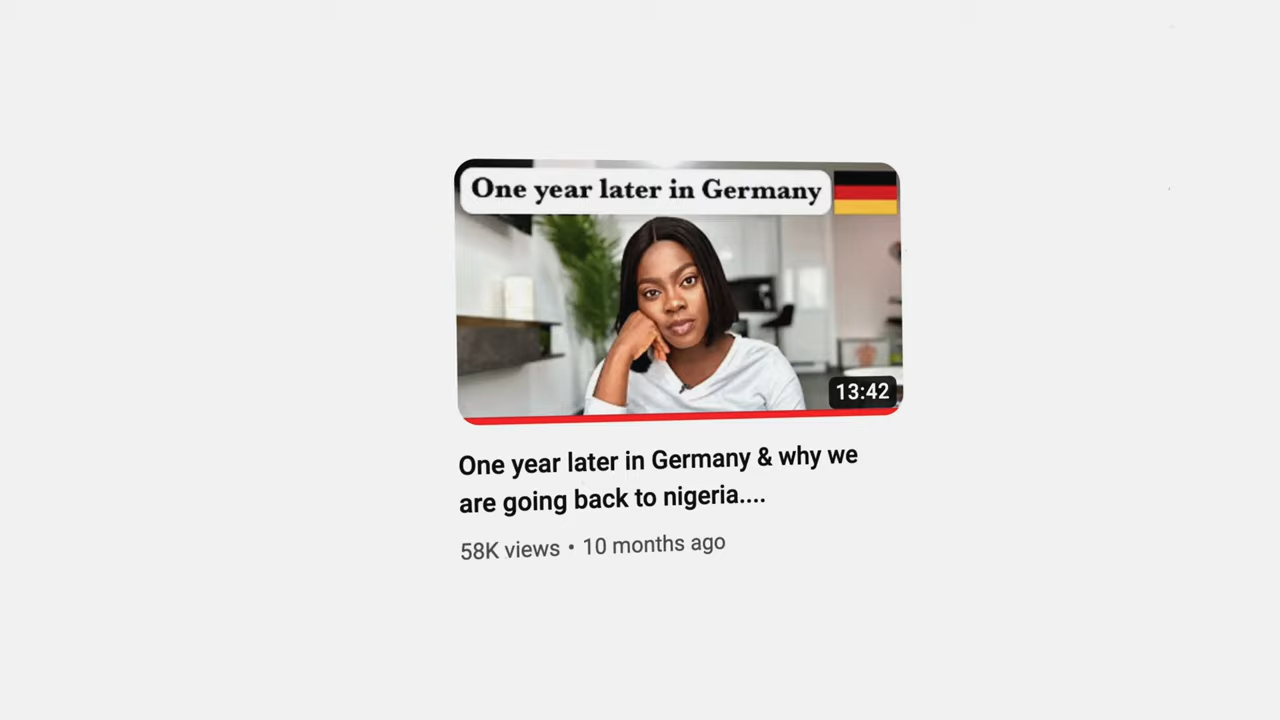 One year later in Germany
13:42
One year later in Germany & why we
are going back to nigeria....
58K views • 10 months ago